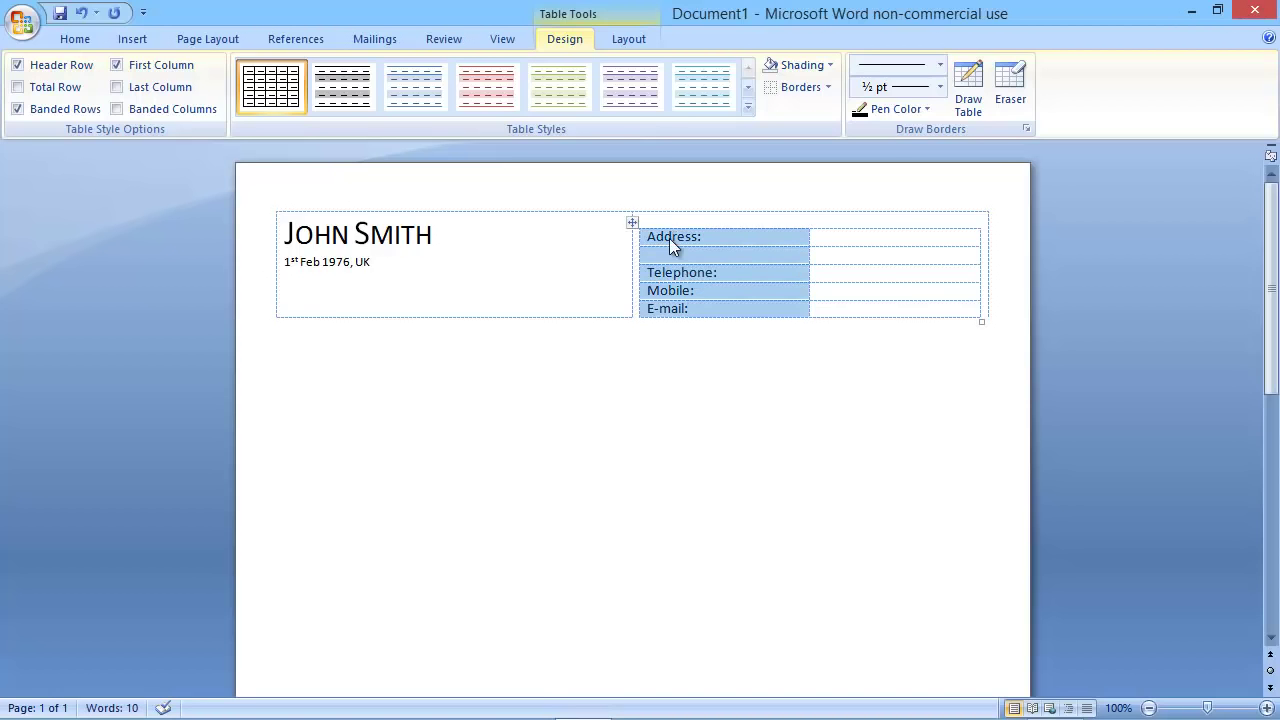 Table Tools
Document1 - Microsoft Word non-commercial use
Home Insert Page Layout References Mailings Review View Design Layout
Header Row First Column
Total Row Last Column
Banded Rows Banded Columns
Table Style Options
Table Styles
Shading
Borders
½ pt
Pen Color
Draw Table
Eraser
Draw Borders
JOHN SMITH
1st Feb 1976, UK
Address:
Telephone:
Mobile:
E-mail:
Page: 1 of 1 Words: 10 100%